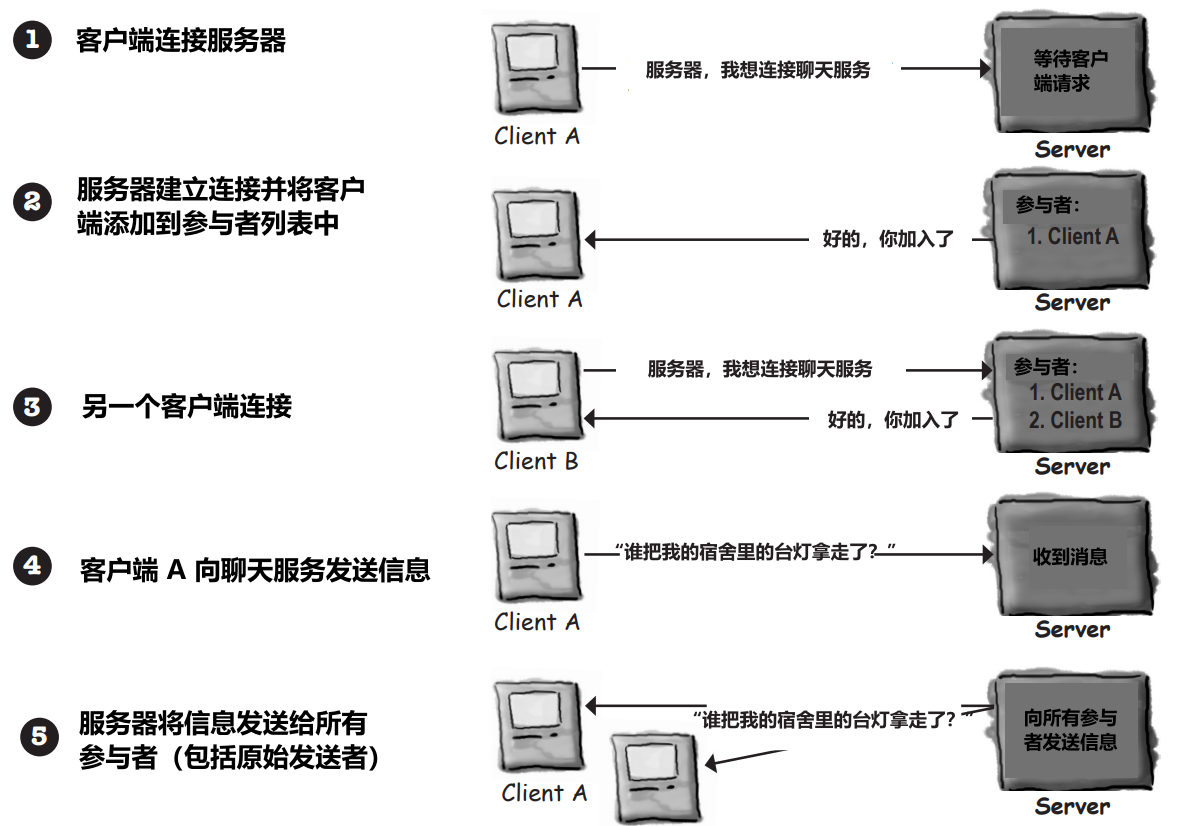 1 客户端连接服务器
服务器，我想连接聊天服务
等待客户
端请求
Client A
Server
2 服务器建立连接并将客户
端添加到参与者列表中
好的，你加入了
参与者：
1. Client A
Client A
Server
3 另一个客户端连接
服务器，我想连接聊天服务
好的，你加入了
参与者：
1. Client A
2. Client B
Client B
Server
4 客户端 A 向聊天服务发送信息
“谁把我的宿舍里的台灯拿走了？”
收到消息
Client A
Server
5 服务器将信息发送给所有
参与者（包括原始发送者）
“谁把我的宿舍里的台灯拿走了？”
向所有参与
者发送信息
Client A
Server